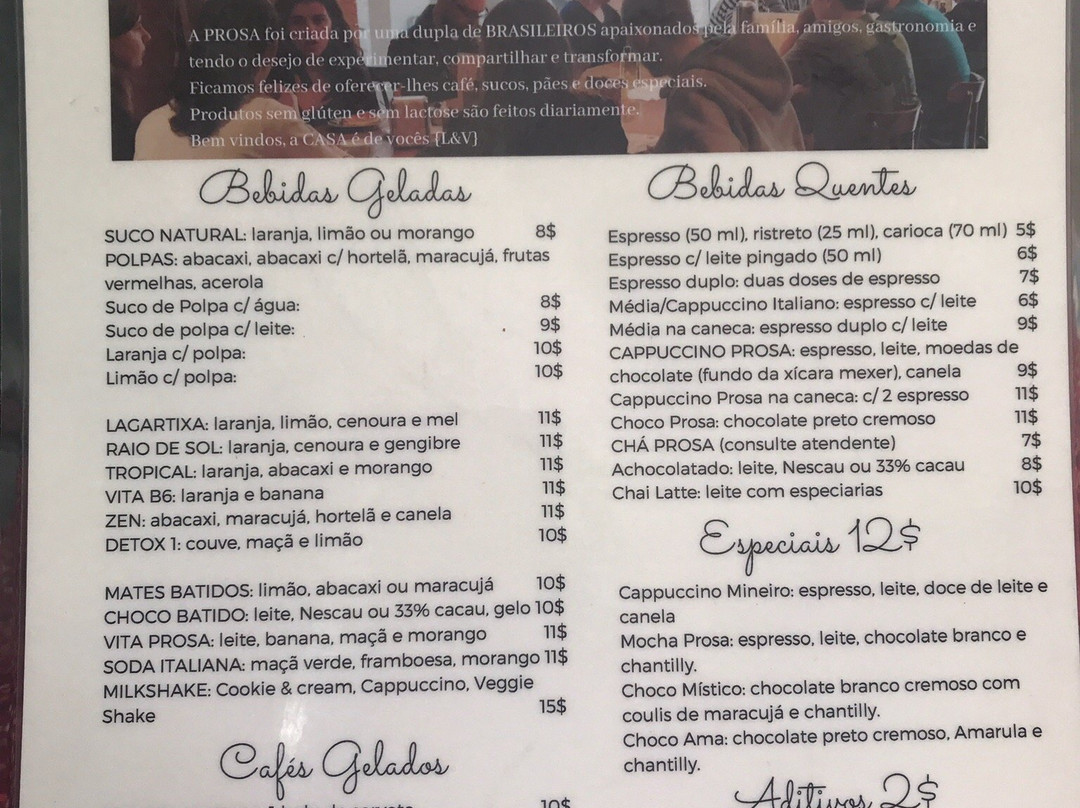 A PROSA foi criada por uma dupla de BRASILEIROS apaixonados pela família, amigos, gastronomia e
tendo o desejo de experimentar, compartilhar e transformar.
Ficamos felizes de oferecer-lhes café, sucos, pães e doces especiais.
Produtos sem glúten e sem lactose são feitos diariamente.
Bem vindos, a CASA é de vocês {L&V}
Bebidas Geladas
SUCO NATURAL: laranja, limão ou morango 8$
POLPAS: abacaxi, abacaxi c/ hortelã, maracujá, frutas
vermelhas, acerola
Suco de Polpa c/ água: 8$
Suco de polpa c/ leite: 9$
Laranja c/ polpa: 10$
Limão c/ polpa: 10$
LAGARTIXA: laranja, limão, cenoura e mel 11$
RAIO DE SOL: laranja, cenoura e gengibre 11$
TROPICAL: laranja, abacaxi e morango 11$
VITA B6: laranja e banana 11$
ZEN: abacaxi, maracujá, hortelã e canela 11$
DETOX 1: couve, maçã e limão 10$
MATES BATIDOS: limão, abacaxi ou maracujá 10$
CHOCO BATIDO: leite, Nescau ou 33% cacau, gelo 10$
VITA PROSA: leite, banana, maçã e morango 11$
SODA ITALIANA: maçã verde, framboesa, morango 11$
MILKSHAKE: Cookie & cream, Cappuccino, Veggie
Shake 15$
Cafés Gelados
10$
Bebidas Quentes
Espresso (50 ml), ristreto (25 ml), carioca (70 ml) 5$
Espresso c/ leite pingado (50 ml) 6$
Espresso duplo: duas doses de espresso 7$
Média/Cappuccino Italiano: espresso c/ leite 6$
Média na caneca: espresso duplo c/ leite 9$
CAPPUCCINO PROSA: espresso, leite, moedas de
chocolate (fundo da xícara mexer), canela 9$
Cappuccino Prosa na caneca: c/ 2 espresso 11$
Choco Prosa: chocolate preto cremoso 11$
CHÁ PROSA (consulte atendente) 7$
Achocolatado: leite, Nescau ou 33% cacau 8$
Chai Latte: leite com especiarias 10$
Especiais 12$
Cappuccino Mineiro: espresso, leite, doce de leite e
canela
Mocha Prosa: espresso, leite, chocolate branco e
chantilly.
Choco Místico: chocolate branco cremoso com
coulis de maracujá e chantilly.
Choco Ama: chocolate preto cremoso, Amarula e
chantilly.
Aditivos 2$